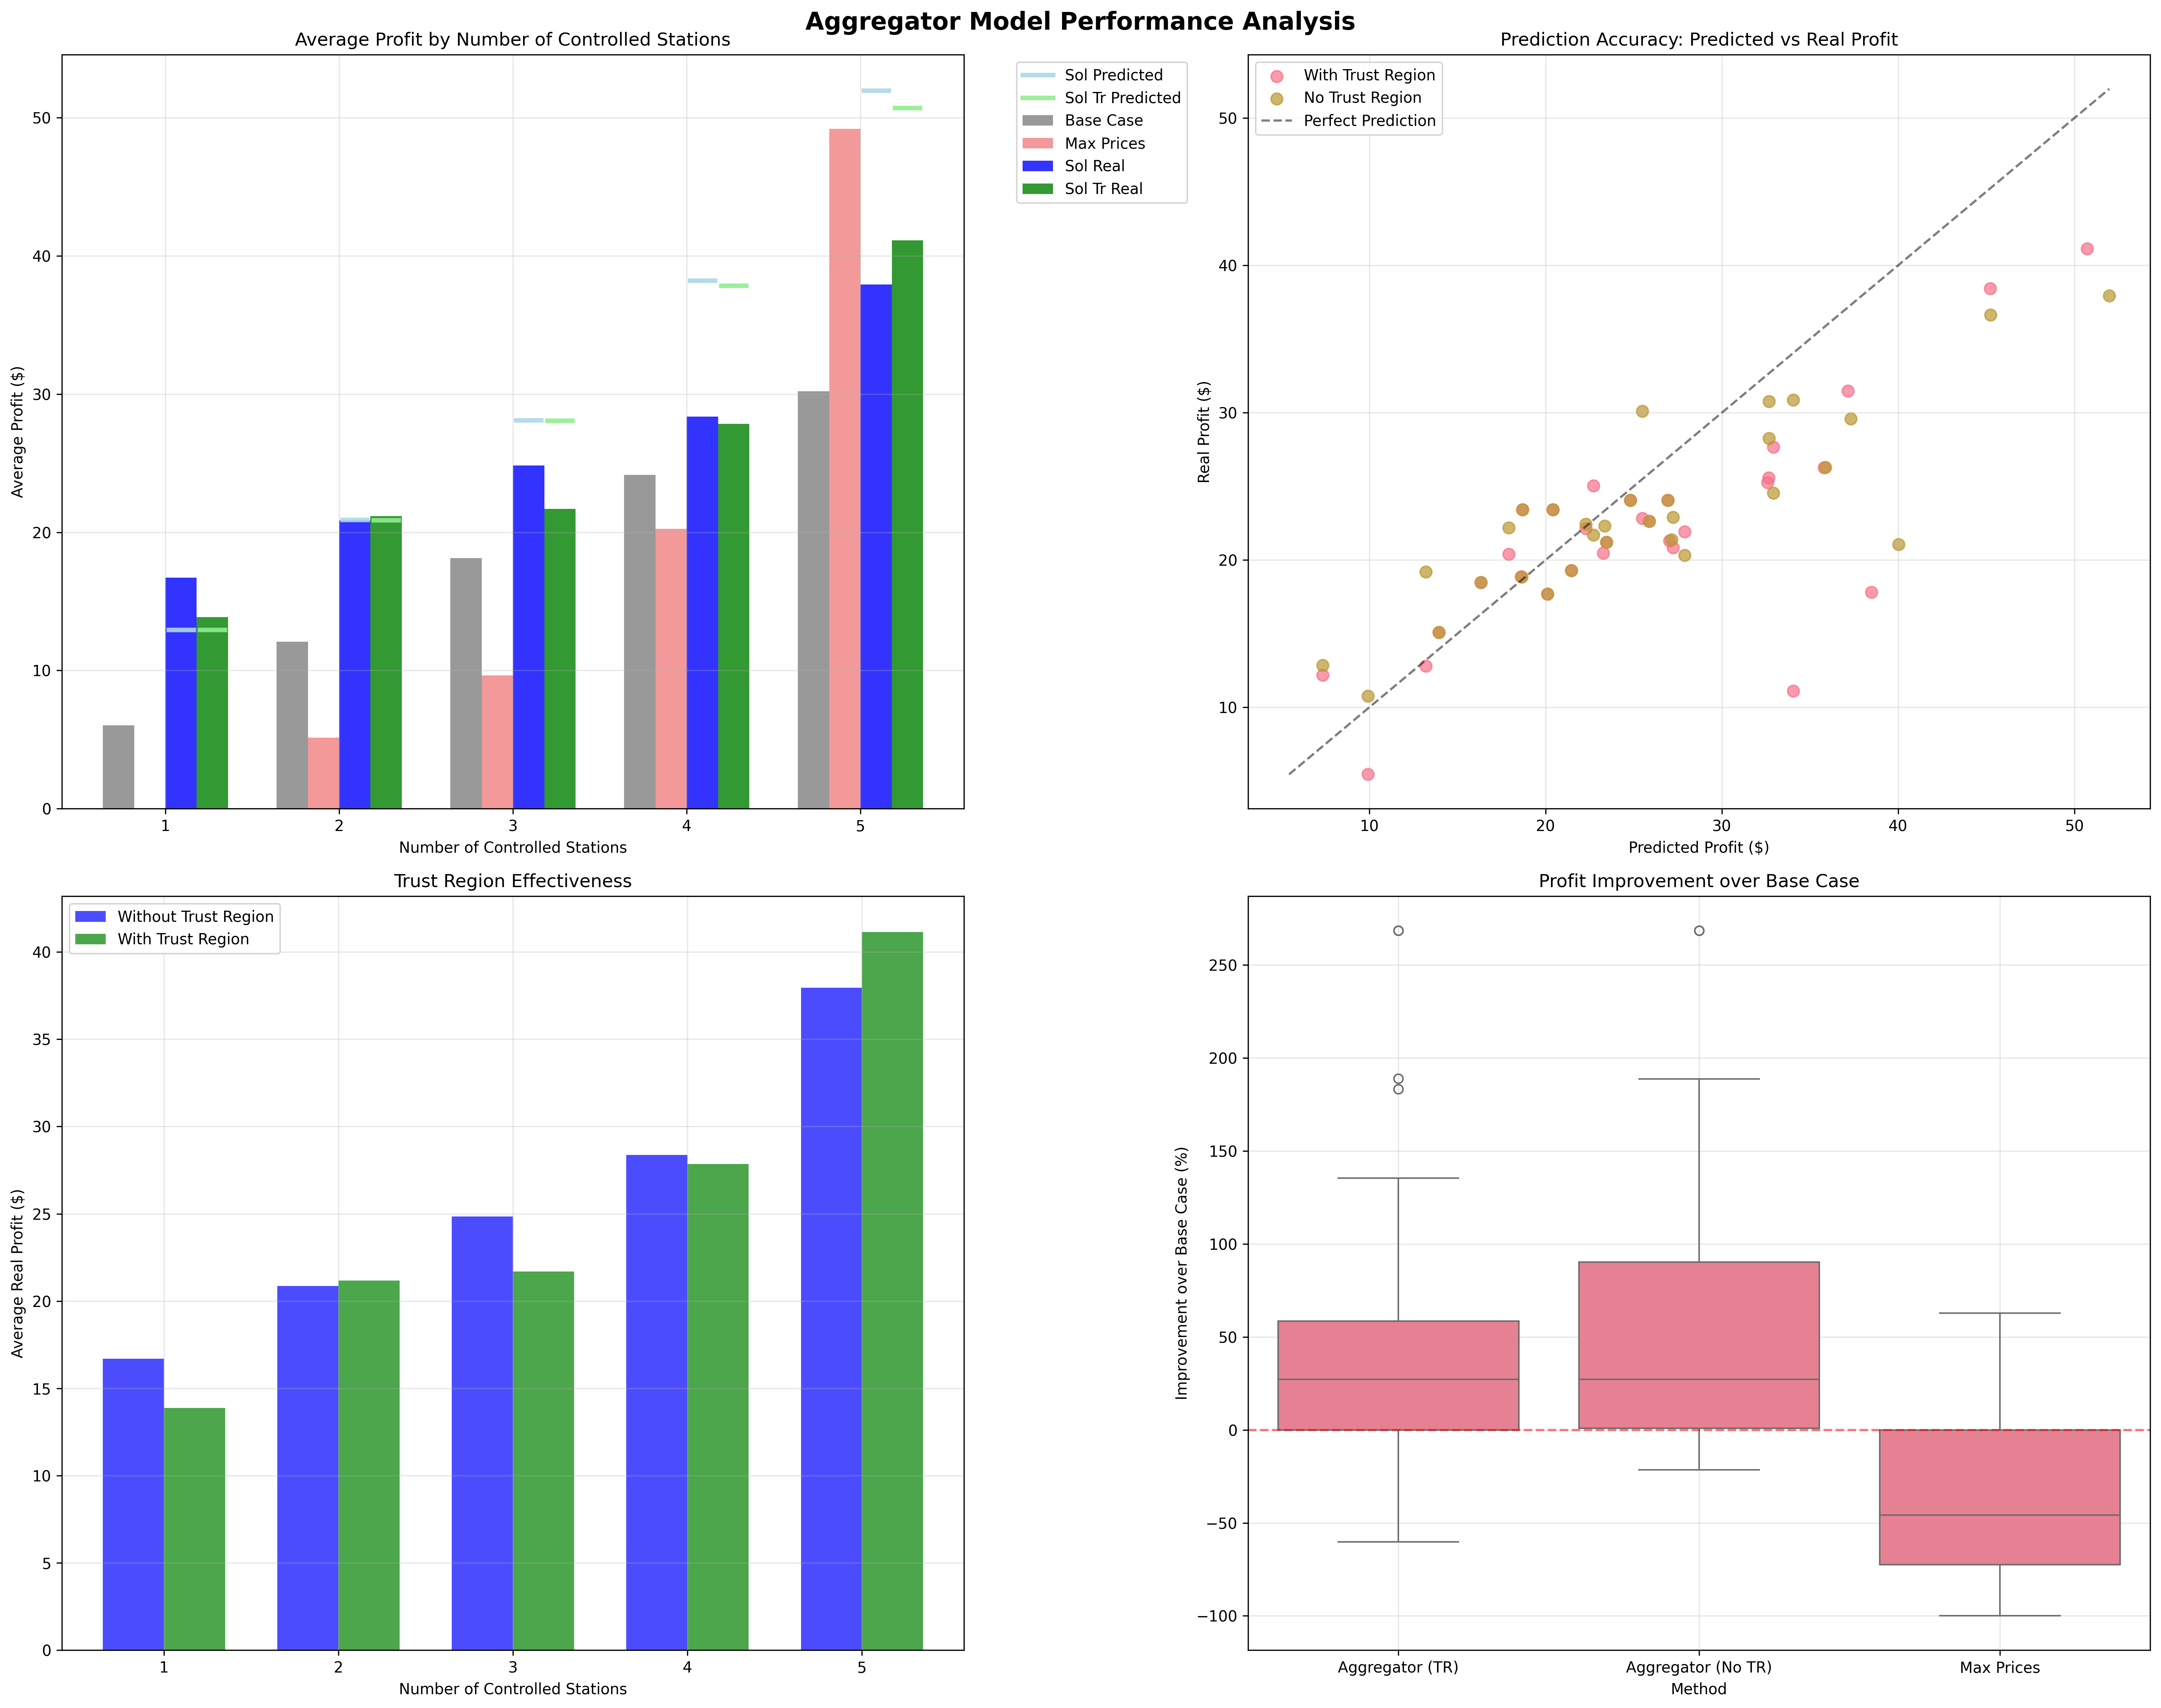 Aggregator Model Performance Analysis
Average Profit by Number of Controlled Stations
Average Profit ($)
50
40
30
20
10
0
1 2 3 4 5
Number of Controlled Stations
Sol Predicted
Sol Tr Predicted
Base Case
Max Prices
Sol Real
Sol Tr Real
Prediction Accuracy: Predicted vs Real Profit
With Trust Region
No Trust Region
Perfect Prediction
Real Profit ($)
50
40
30
20
10
10 20 30 40 50
Predicted Profit ($)
Trust Region Effectiveness
Without Trust Region
With Trust Region
Average Real Profit ($)
40
35
30
25
20
15
10
5
0
1 2 3 4 5
Number of Controlled Stations
Profit Improvement over Base Case
Improvement over Base Case (%)
250
200
150
100
50
0
−50
−100
Aggregator (TR) Aggregator (No TR) Max Prices
Method